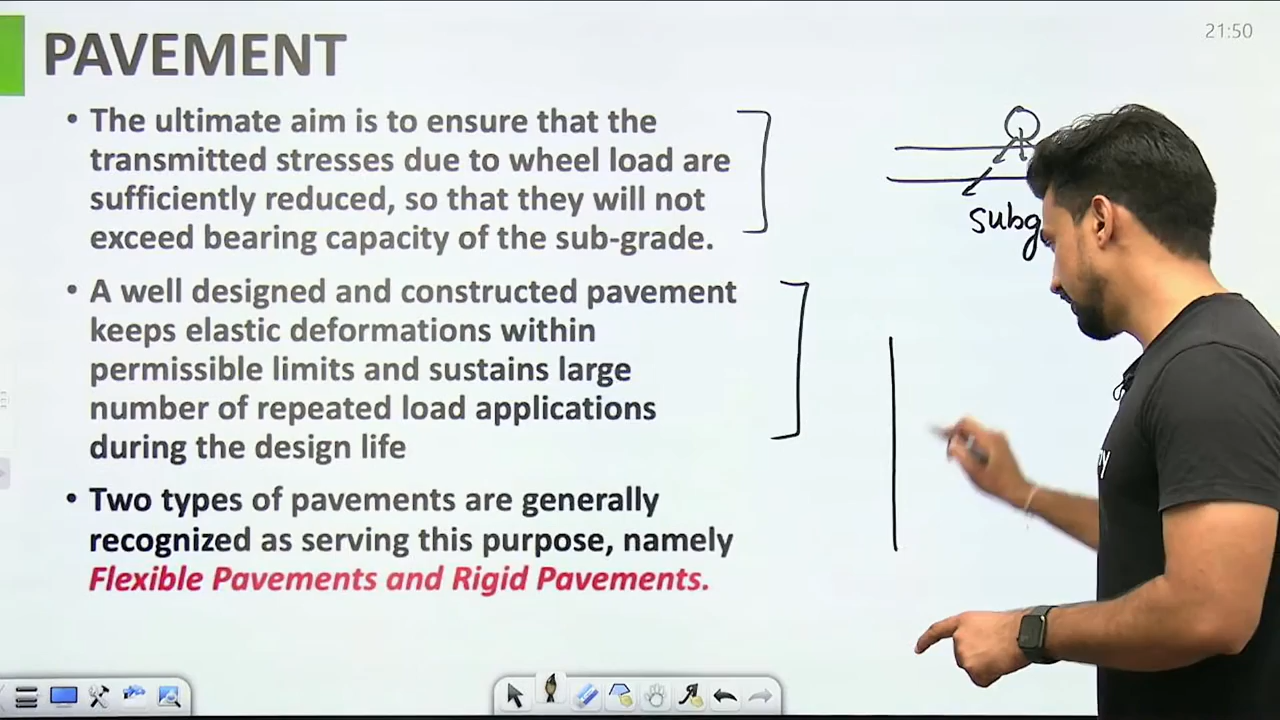 21:50
PAVEMENT
• The ultimate aim is to ensure that the
transmitted stresses due to wheel load are
sufficiently reduced, so that they will not
exceed bearing capacity of the sub-grade.
• A well designed and constructed pavement
keeps elastic deformations within
permissible limits and sustains large
number of repeated load applications
during the design life
• Two types of pavements are generally
recognized as serving this purpose, namely
Flexible Pavements and Rigid Pavements.
subg